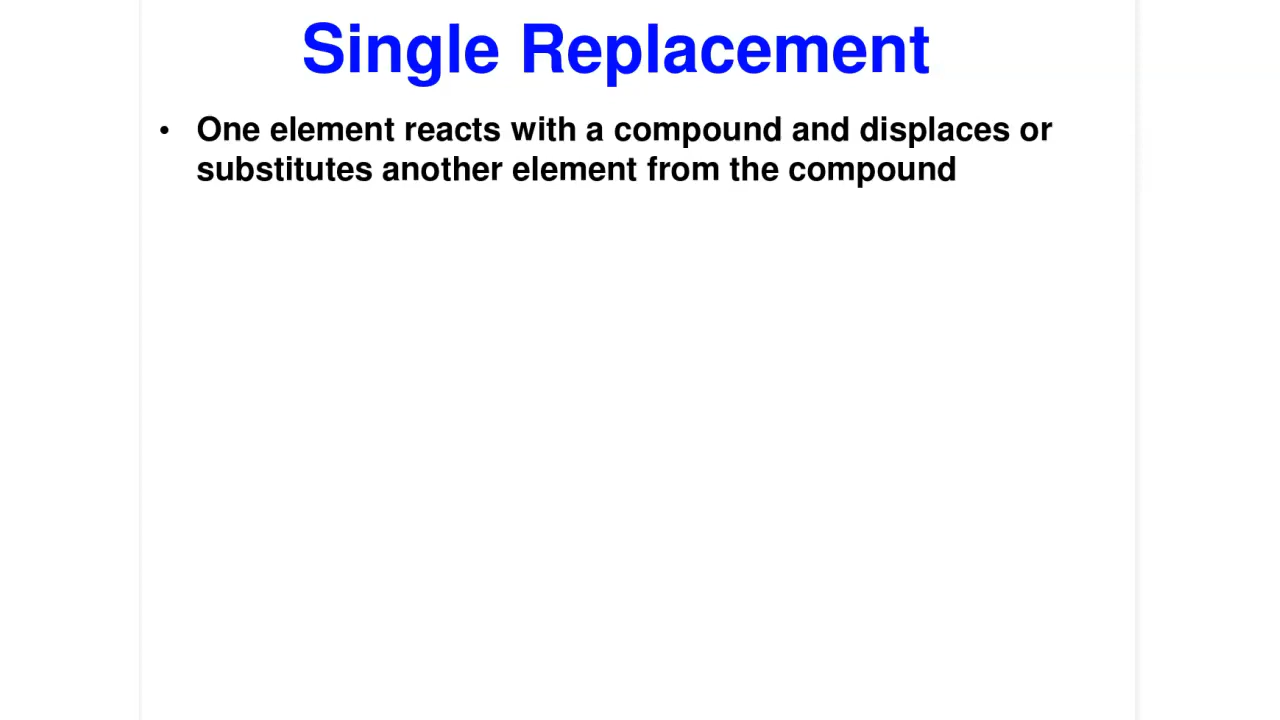 Single Replacement
• One element reacts with a compound and displaces or
substitutes another element from the compound